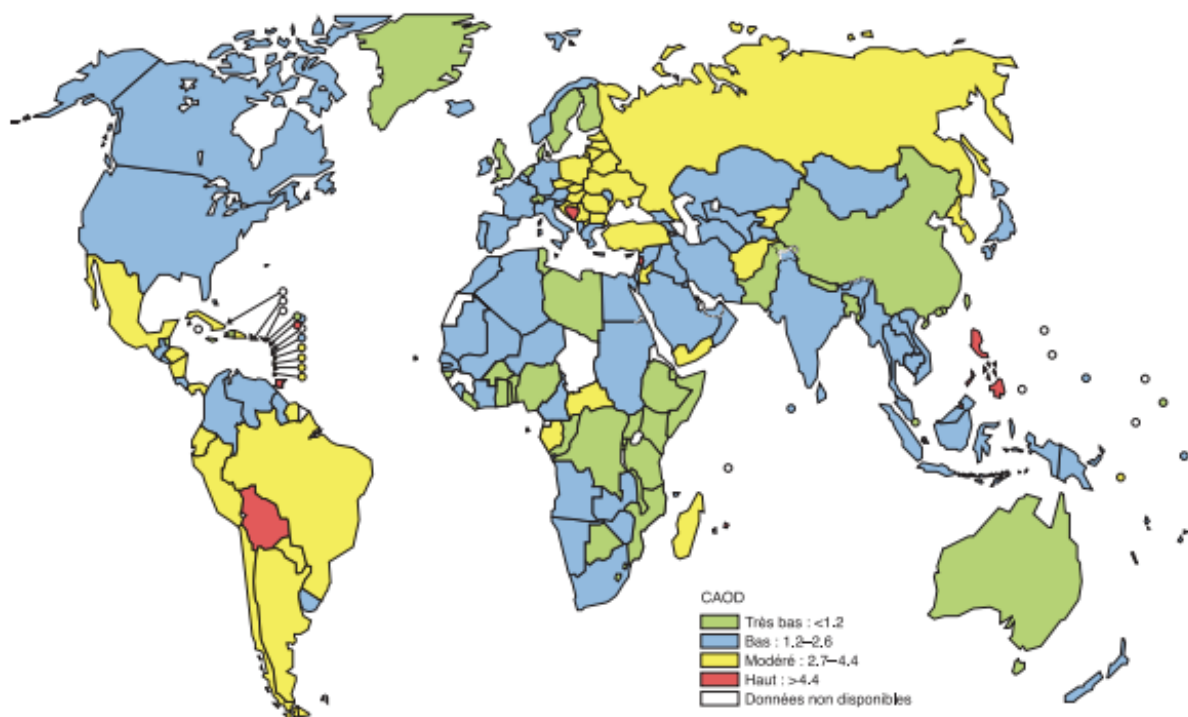 CAOD
Très bas : <1.2
Bas : 1.2–2.6
Modéré : 2.7–4.4
Haut : >4.4
Données non disponibles